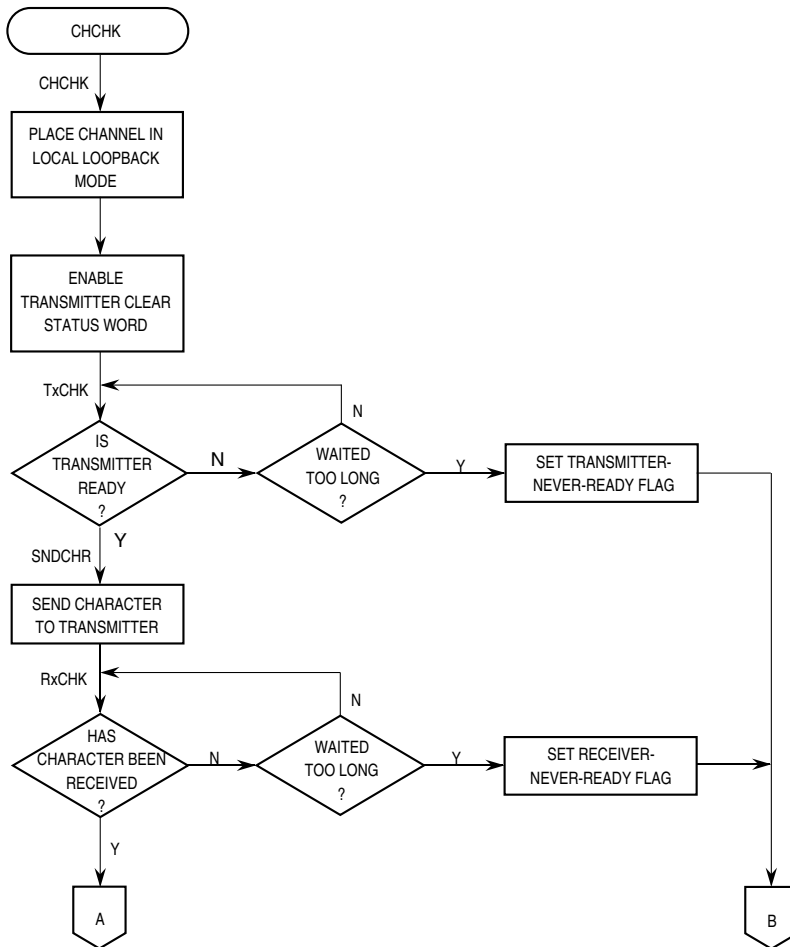 CHCHK
CHCHK
PLACE CHANNEL IN
LOCAL LOOPBACK
MODE
ENABLE
TRANSMITTER CLEAR
STATUS WORD
TxCHK
N
IS
TRANSMITTER
READY
?
N
WAITED
TOO LONG
?
Y
SET TRANSMITTER-
NEVER-READY FLAG
Y
SNDCHR
SEND CHARACTER
TO TRANSMITTER
RxCHK
N
HAS
CHARACTER BEEN
RECEIVED
?
N
WAITED
TOO LONG
?
Y
SET RECEIVER-
NEVER-READY FLAG
Y
A
B